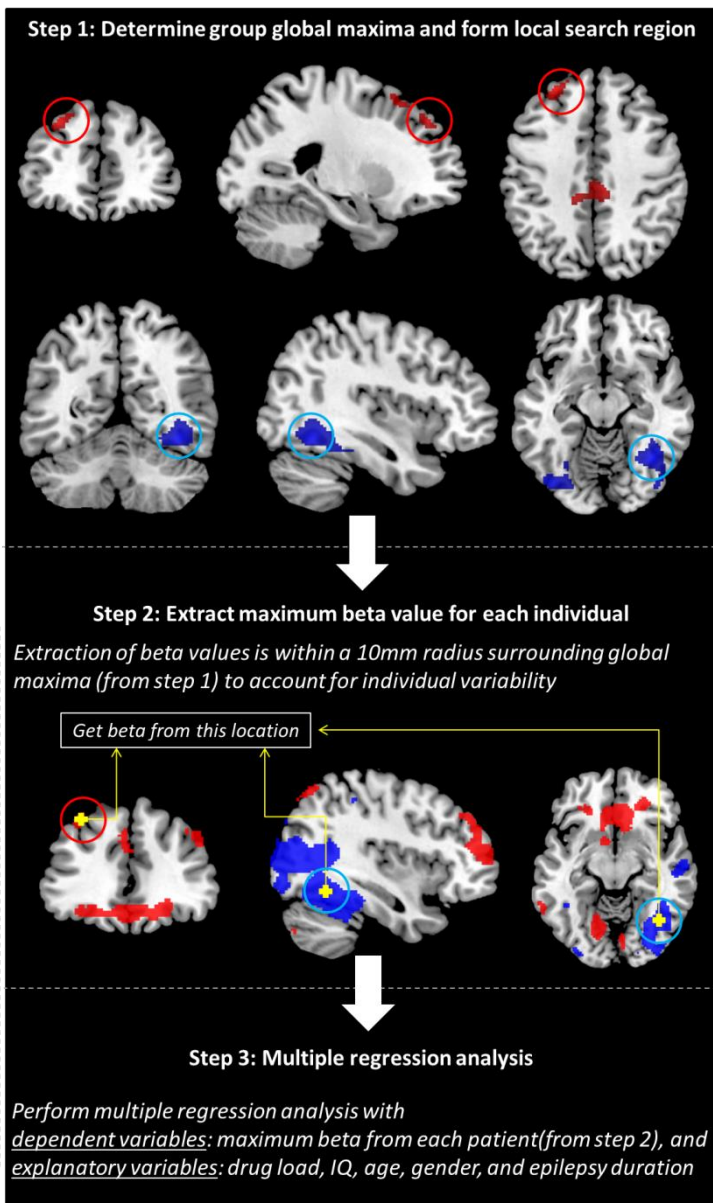 Step 1: Determine group global maxima and form local search region
Step 2: Extract maximum beta value for each individual
Extraction of beta values is within a 10mm radius surrounding global
maxima (from step 1) to account for individual variability
Get beta from this location
Step 3: Multiple regression analysis
Perform multiple regression analysis with
dependent variables: maximum beta from each patient(from step 2), and
explanatory variables: drug load, IQ, age, gender, and epilepsy duration